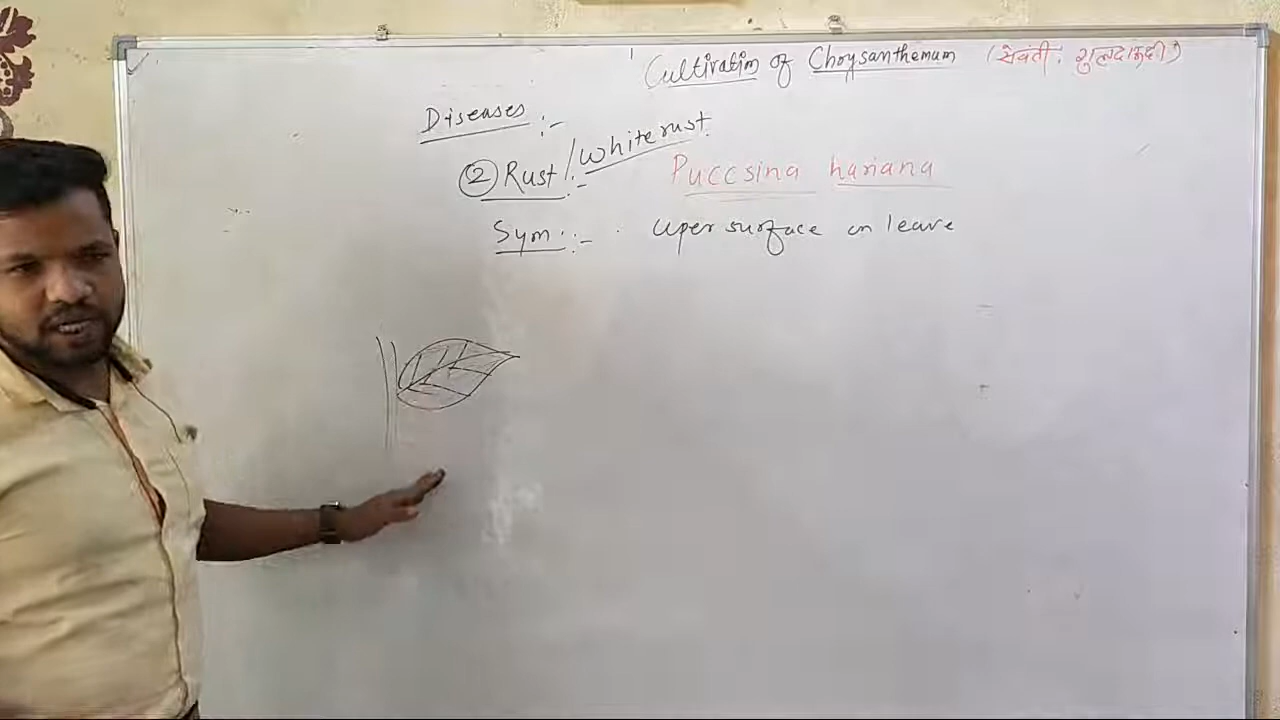 Cultivation of Chrysanthemum (सेवंती, गुलदाऊदी)
Diseases :-
② Rust / White rust :- Puccsina hariana
Sym :- Uper surface on leave